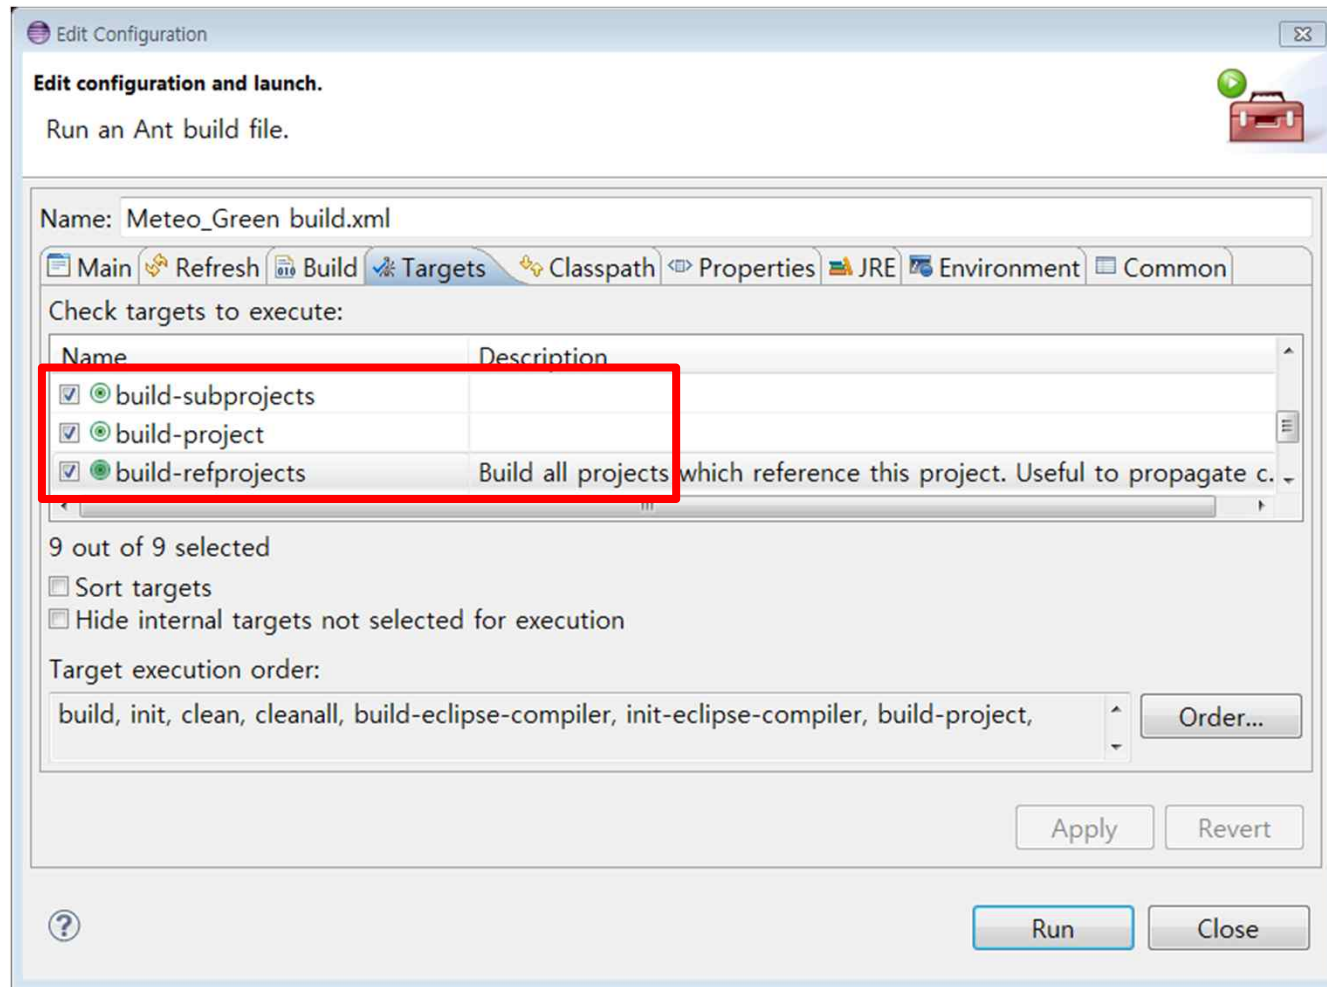 Edit Configuration
Edit configuration and launch.
Run an Ant build file.
Name: Meteo_Green build.xml
Main Refresh Build Targets Classpath Properties JRE Environment Common
Check targets to execute:
Name Description
build-subprojects
build-project
build-refprojects Build all projects which reference this project. Useful to propagate c.
9 out of 9 selected
Sort targets
Hide internal targets not selected for execution
Target execution order:
build, init, clean, cleanall, build-eclipse-compiler, init-eclipse-compiler, build-project,
Order...
Apply Revert
Run Close